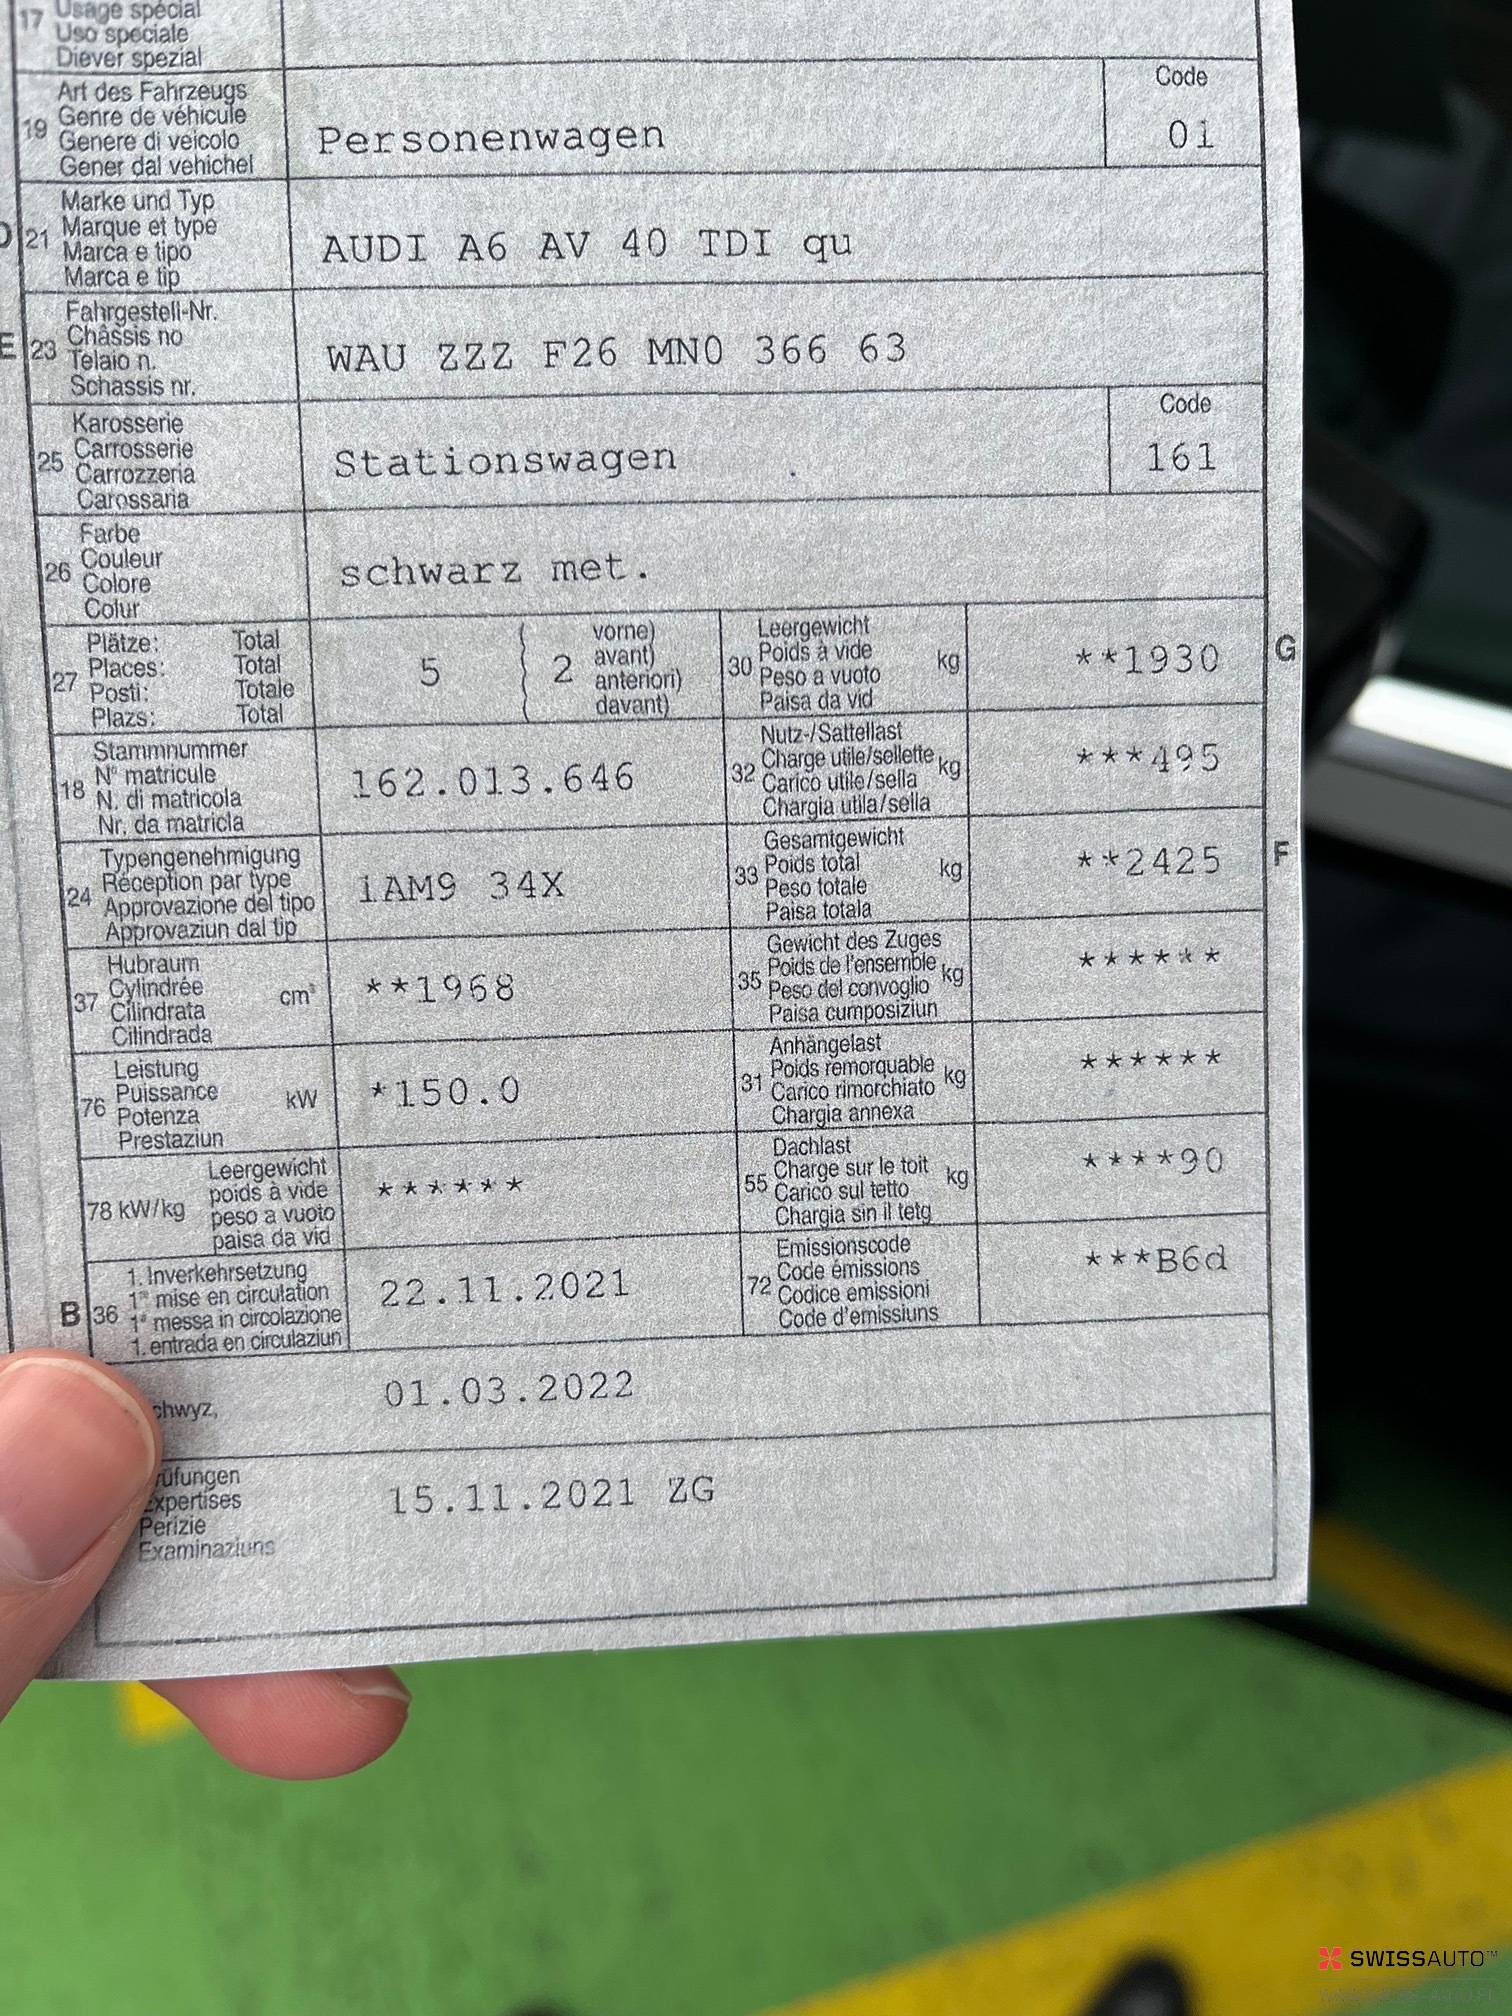 17 Usage spécial
Uso speciale
Diever spezial
19 Art des Fahrzeugs
Genre de véhicule
Genere di veicolo
Gener dal vehichel
Personenwagen
Code
01
21 Marke und Typ
Marque et type
Marca e tipo
Marca e tip
AUDI A6 AV 40 TDI qu
E 23 Fahrgestell-Nr.
Châssis no
Telaio n.
Schassis nr.
WAU ZZZ F26 MN0 366 63
25 Karosserie
Carrosserie
Carrozzeria
Carossaria
Stationswagen
Code
161
26 Farbe
Couleur
Colore
Colur
schwarz met.
27 Plätze: Total
Places: Total
Posti: Totale
Plazs: Total
5 { 2 vorne)
avant)
anteriori)
davant)
30 Leergewicht
Poids à vide
Peso a vuoto
Paisa da vid
kg **1930 G
18 Stammnummer
N° matricule
N. di matricola
Nr. da matricla
162.013.646
32 Nutz-/Sattellast
Charge utile/sellette
Carico utile/sella
Chargia utila/sella
kg ***495
24 Typengenehmigung
Réception par type
Approvazione del tipo
Approvaziun dal tip
1AM9 34X
33 Gesamtgewicht
Poids total
Peso totale
Paisa totala
kg **2425 F
37 Hubraum
Cylindrée
Cilindrata
Cilindrada
cm³ **1968
35 Gewicht des Zuges
Poids de l'ensemble
Peso del convoglio
Paisa cumposiziun
kg ******
76 Leistung
Puissance
Potenza
Prestaziun
kW *150.0
31 Anhängelast
Poids remorquable
Carico rimorchiato
Chargia annexa
kg ******
78 kW/kg Leergewicht
poids à vide
peso a vuoto
paisa da vid
******
55 Dachlast
Charge sur le toit
Carico sul tetto
Chargia sin il tetg
kg ****90
B 36 1. Inverkehrsetzung
1re mise en circulation
1a messa in circolazione
1. entrada en circulaziun
22.11.2021
72 Emissionscode
Code émissions
Codice emissioni
Code d'emissiuns
***B6d
chwyz, 01.03.2022
rüfungen
Expertises
Perizie
Examinaziuns
15.11.2021 ZG
SWISSAUTO™